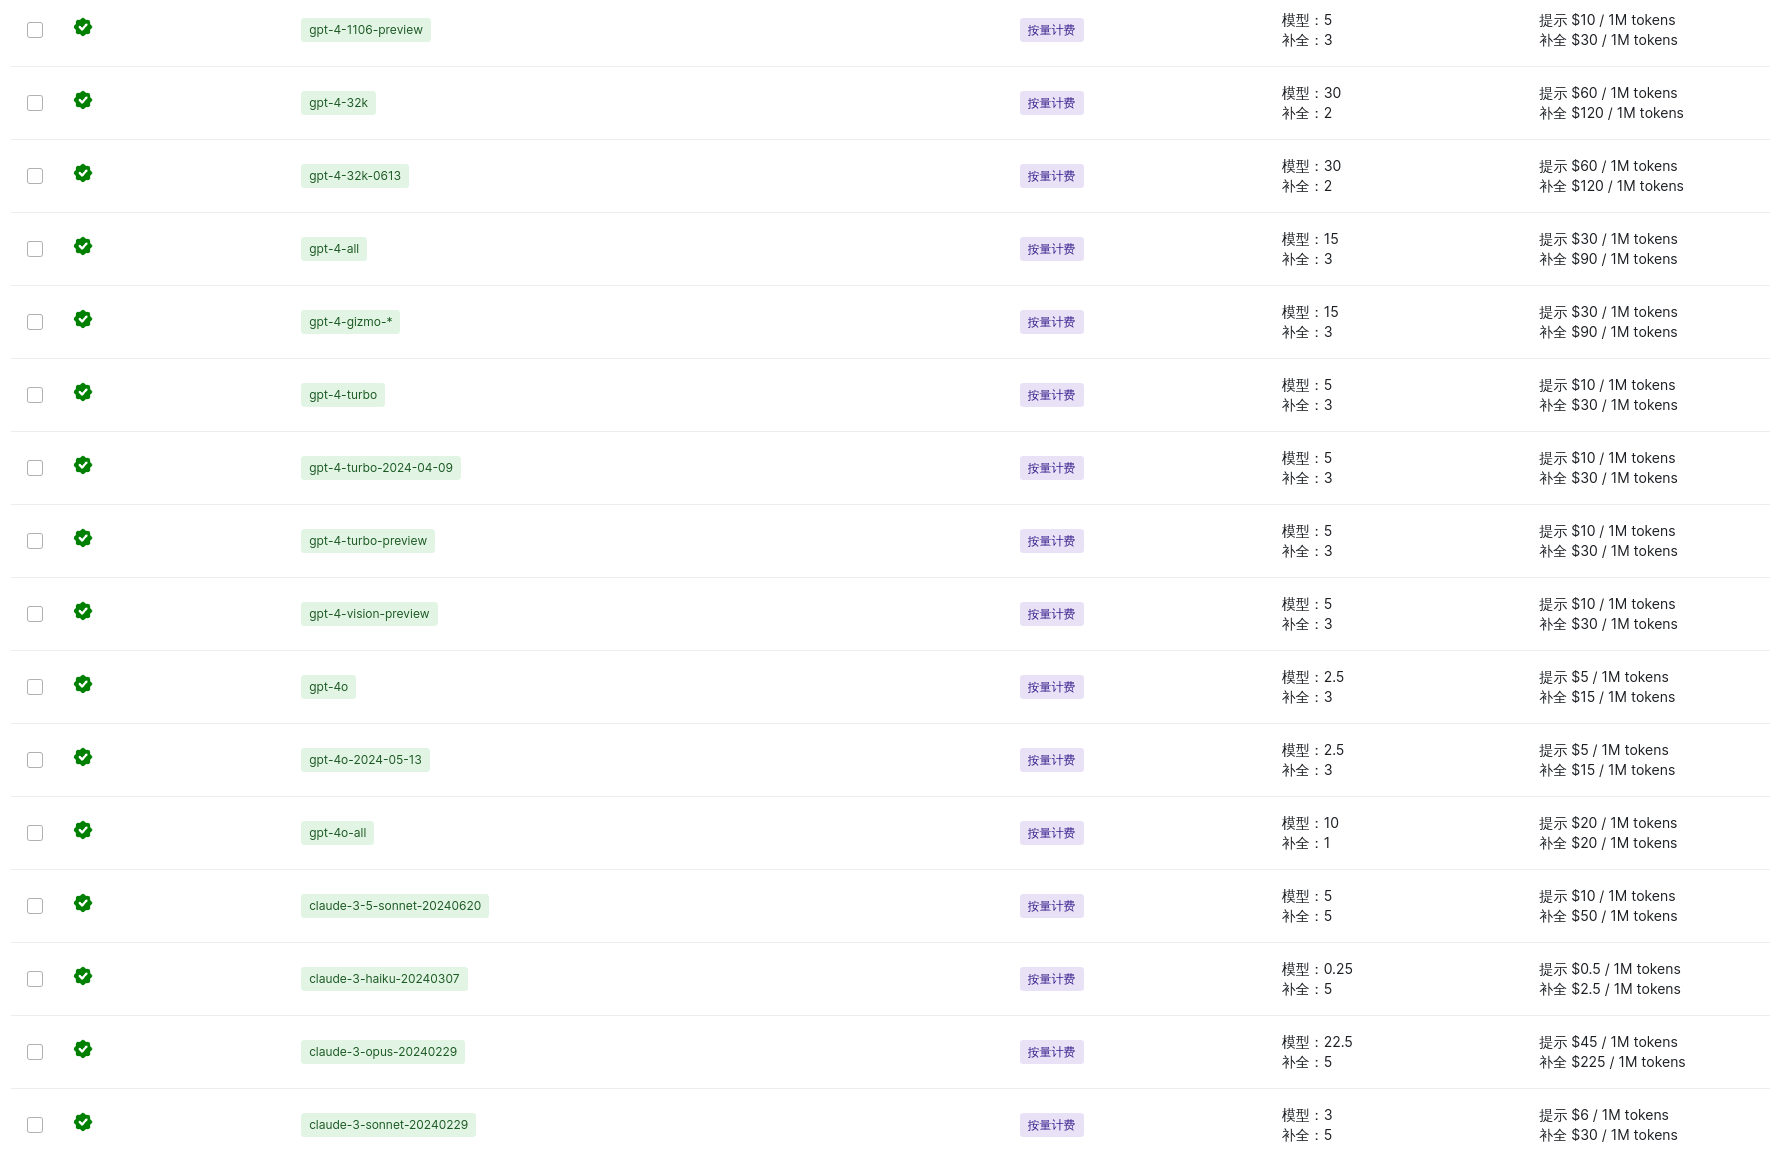 gpt-4-1106-preview 按量计费 模型：5 提示 $10 / 1M tokens
补全：3 补全 $30 / 1M tokens
gpt-4-32k 按量计费 模型：30 提示 $60 / 1M tokens
补全：2 补全 $120 / 1M tokens
gpt-4-32k-0613 按量计费 模型：30 提示 $60 / 1M tokens
补全：2 补全 $120 / 1M tokens
gpt-4-all 按量计费 模型：15 提示 $30 / 1M tokens
补全：3 补全 $90 / 1M tokens
gpt-4-gizmo-* 按量计费 模型：15 提示 $30 / 1M tokens
补全：3 补全 $90 / 1M tokens
gpt-4-turbo 按量计费 模型：5 提示 $10 / 1M tokens
补全：3 补全 $30 / 1M tokens
gpt-4-turbo-2024-04-09 按量计费 模型：5 提示 $10 / 1M tokens
补全：3 补全 $30 / 1M tokens
gpt-4-turbo-preview 按量计费 模型：5 提示 $10 / 1M tokens
补全：3 补全 $30 / 1M tokens
gpt-4-vision-preview 按量计费 模型：5 提示 $10 / 1M tokens
补全：3 补全 $30 / 1M tokens
gpt-4o 按量计费 模型：2.5 提示 $5 / 1M tokens
补全：3 补全 $15 / 1M tokens
gpt-4o-2024-05-13 按量计费 模型：2.5 提示 $5 / 1M tokens
补全：3 补全 $15 / 1M tokens
gpt-4o-all 按量计费 模型：10 提示 $20 / 1M tokens
补全：1 补全 $20 / 1M tokens
claude-3-5-sonnet-20240620 按量计费 模型：5 提示 $10 / 1M tokens
补全：5 补全 $50 / 1M tokens
claude-3-haiku-20240307 按量计费 模型：0.25 提示 $0.5 / 1M tokens
补全：5 补全 $2.5 / 1M tokens
claude-3-opus-20240229 按量计费 模型：22.5 提示 $45 / 1M tokens
补全：5 补全 $225 / 1M tokens
claude-3-sonnet-20240229 按量计费 模型：3 提示 $6 / 1M tokens
补全：5 补全 $30 / 1M tokens